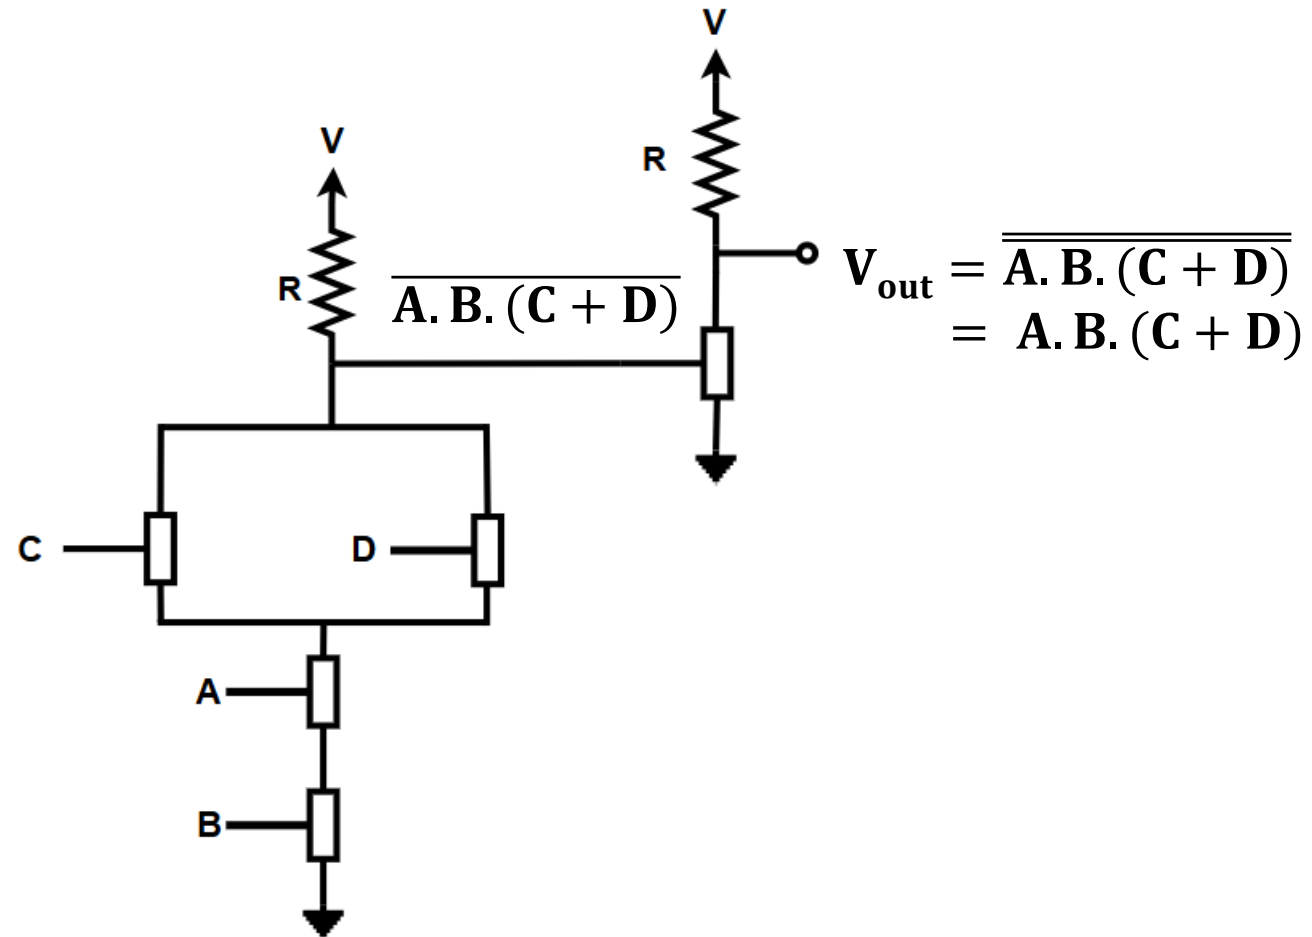 V
V
R
R
A̅.̅ ̅B̅.̅ ̅(̅C̅ ̅+̅ ̅D̅)̅
V_out = A̿.̿ ̿B̿.̿ ̿(̿C̿ ̿+̿ ̿D̿)̿
= A. B. (C + D)
C
D
A
B